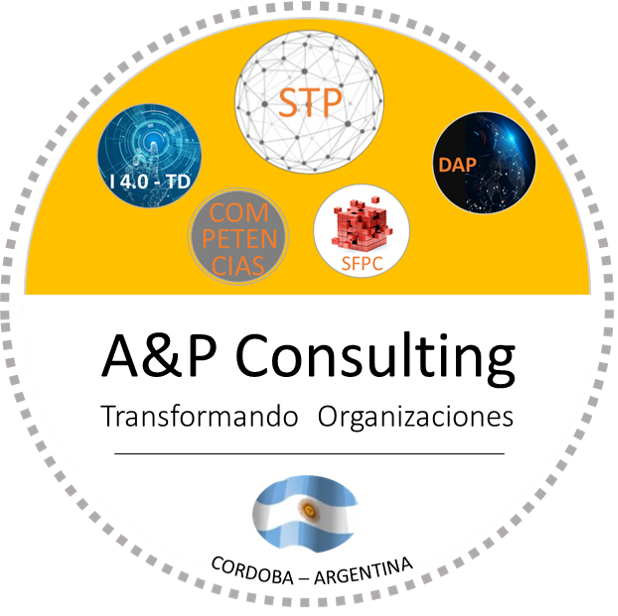 STP
I 4.0 - TD
DAP
COM
PETEN
CIAS
SFPC
A&P Consulting
Transformando Organizaciones
CORDOBA – ARGENTINA